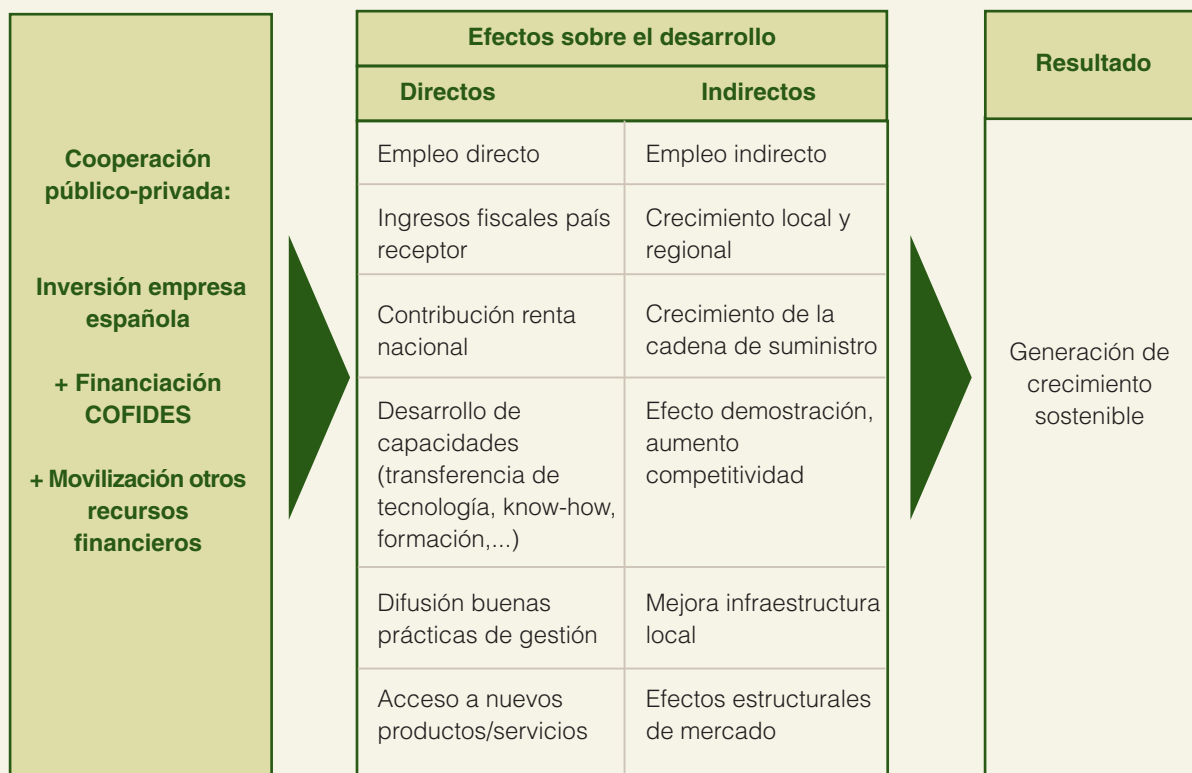 Cooperación
público-privada:
Inversión empresa
española
+ Financiación
COFIDES
+ Movilización otros
recursos
financieros
Efectos sobre el desarrollo
Directos
Indirectos
Empleo directo
Empleo indirecto
Ingresos fiscales país
receptor
Crecimiento local y
regional
Contribución renta
nacional
Crecimiento de la
cadena de suministro
Desarrollo de
capacidades
(transferencia de
tecnología, know-how,
formación,...)
Efecto demostración,
aumento
competitividad
Difusión buenas
prácticas de gestión
Mejora infraestructura
local
Acceso a nuevos
productos/servicios
Efectos estructurales
de mercado
Resultado
Generación de
crecimiento
sostenible